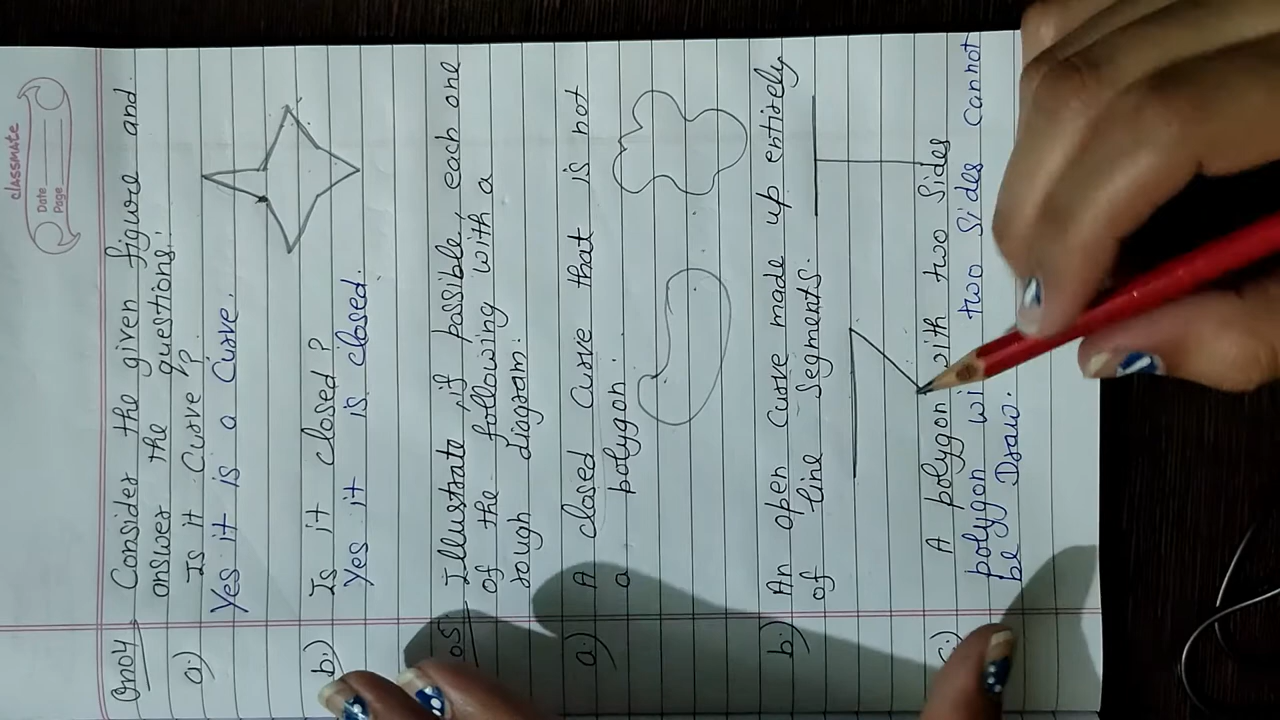 classmate
Date
Page
Qno4 Consider the given figure and
answer the questions:
a.) Is it Curve ?
Yes it is a Curve.
b.) Is it closed ?
Yes it is closed.
05 Illustrate, if possible, each one
of the following with a
rough diagram:
a.) A closed Curve that is not
a polygon.
b.) An open Curve made up entirely
of line Segments.
c.) A polygon with two Sides
polygon wi two sides cannot
be Draw.